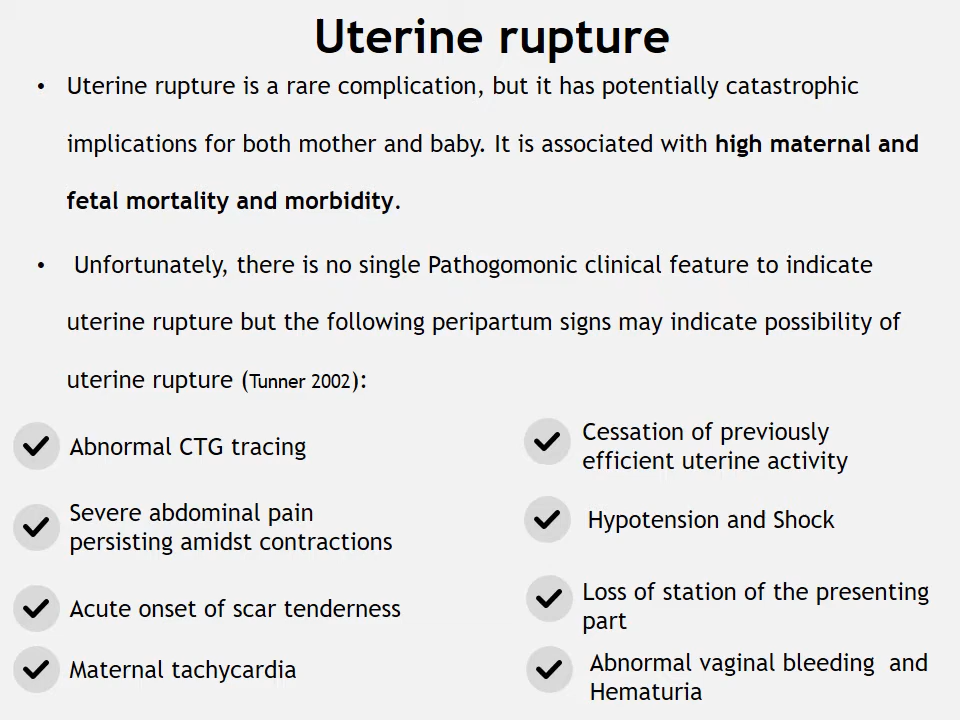 Uterine rupture
• Uterine rupture is a rare complication, but it has potentially catastrophic
implications for both mother and baby. It is associated with high maternal and
fetal mortality and morbidity.
• Unfortunately, there is no single Pathogomonic clinical feature to indicate
uterine rupture but the following peripartum signs may indicate possibility of
uterine rupture (Tunner 2002):
Abnormal CTG tracing
Severe abdominal pain
persisting amidst contractions
Acute onset of scar tenderness
Maternal tachycardia
Cessation of previously
efficient uterine activity
Hypotension and Shock
Loss of station of the presenting
part
Abnormal vaginal bleeding and
Hematuria